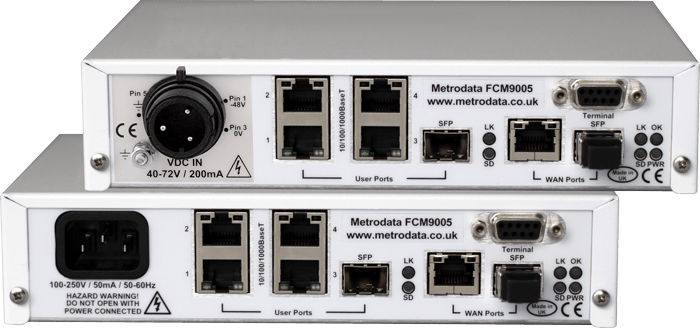 Pin 5
Pin 1
-48V
Pin 3
0V
VDC IN
40-72V / 200mA
2
1
10/100/1000BaseT
4
3
User Ports
Metrodata FCM9005
www.metrodata.co.uk
SFP
LK
SD
WAN Ports
Terminal
SFP
LK OK
SD PWR
Made in
UK
CE
CE
100-250V / 50mA / 50-60Hz
HAZARD WARNING!
DO NOT OPEN WITH
POWER CONNECTED
2
1
10/100/1000BaseT
4
3
User Ports
Metrodata FCM9005
www.metrodata.co.uk
SFP
LK
SD
WAN Ports
Terminal
SFP
LK OK
SD PWR
Made in
UK
CE